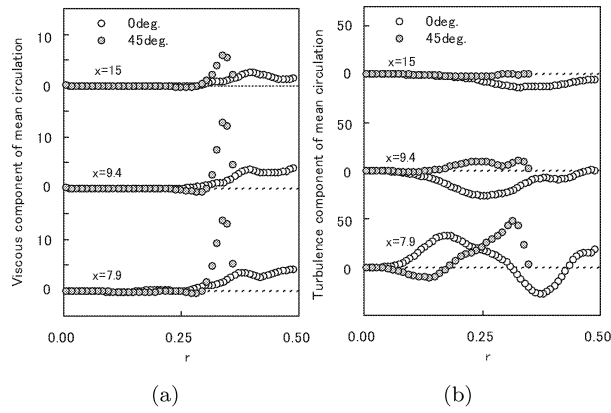 Viscous component of mean circulation
0deg.
45deg.
10
x=15
0
10
x=9.4
0
10
x=7.9
0
0.00
0.25
0.50
r
(a)
Turbulence component of mean circulation
0deg.
45deg.
50
x=15
0
50
x=9.4
0
50
x=7.9
0
0.00
0.25
0.50
r
(b)